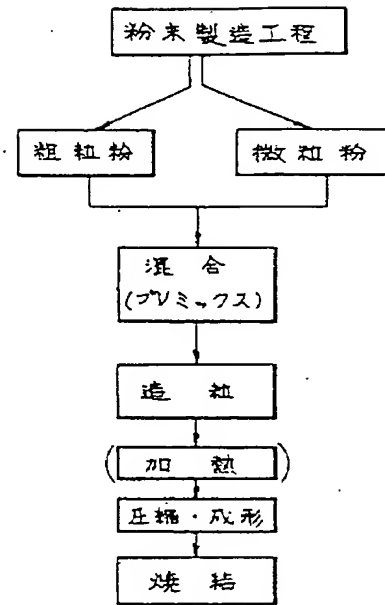 粉末製造工程
粗粒粉
微粒粉
混合
(プレミックス)
造粒
(加熱)
圧縮・成形
焼結